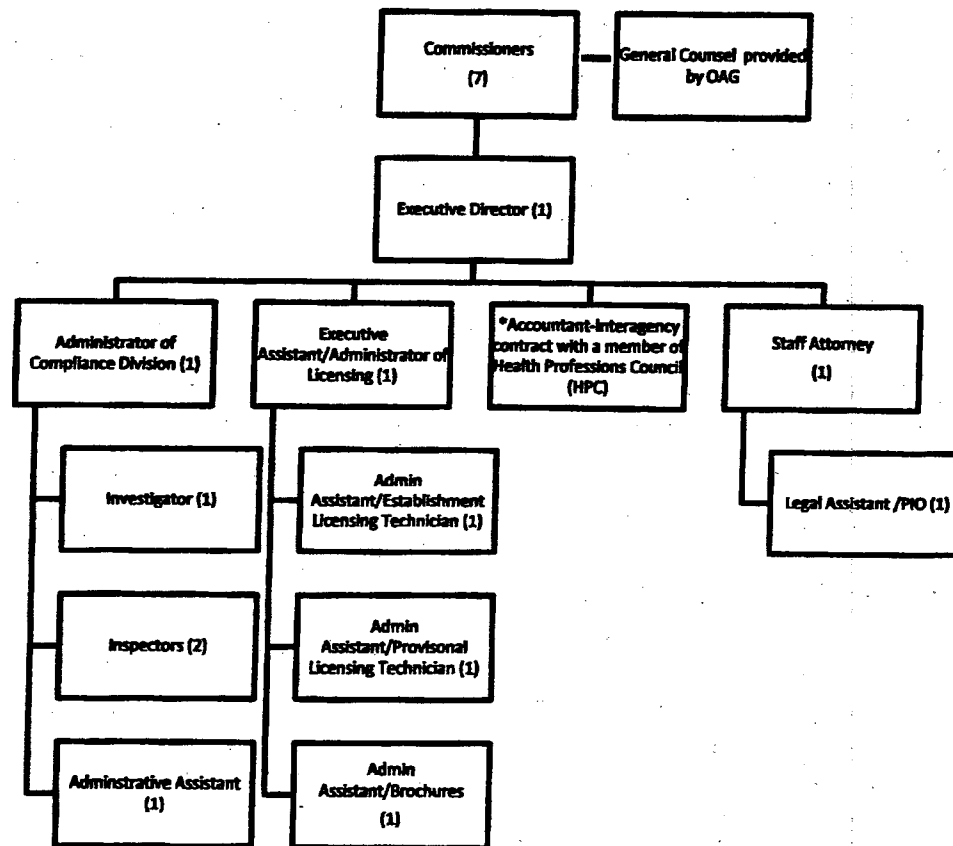 Commissioners
(7)
General Counsel provided
by OAG
Executive Director (1)
Administrator of
Compliance Division (1)
Executive
Assistant/Administrator of
Licensing (1)
*Accountant-Interagency
contract with a member of
Health Professions Council
(HPC)
Staff Attorney
(1)
Investigator (1)
Admin
Assistant/Establishment
Licensing Technician (1)
Legal Assistant /PIO (1)
Inspectors (2)
Admin
Assistant/Provisonal
Licensing Technician (1)
Adminstrative Assistant
(1)
Admin
Assistant/Brochures
(1)